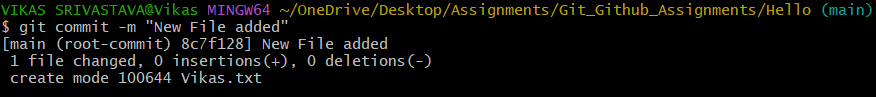 VIKAS SRIVASTAVA@Vikas MINGW64 ~/OneDrive/Desktop/Assignments/Git_Github_Assignments/Hello (main)
$ git commit -m "New File added"
[main (root-commit) 8c7f128] New File added
 1 file changed, 0 insertions(+), 0 deletions(-)
 create mode 100644 Vikas.txt